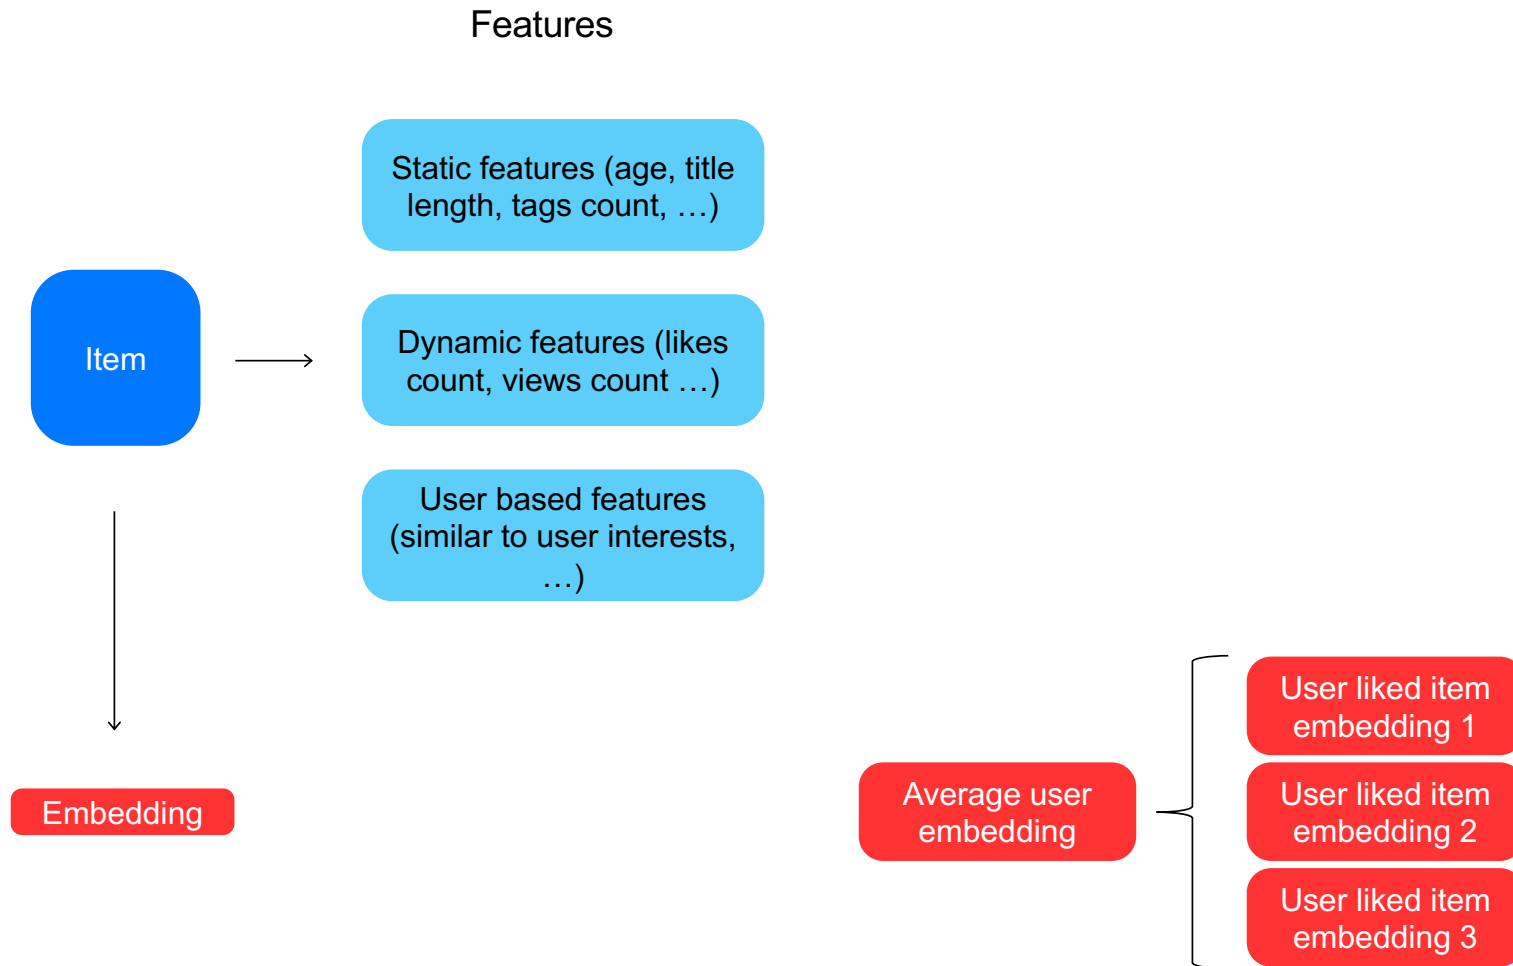 Features
Static features (age, title
length, tags count, …)
Item
Dynamic features (likes
count, views count …)
User based features
(similar to user interests,
…)
Embedding
Average user
embedding
User liked item
embedding 1
User liked item
embedding 2
User liked item
embedding 3